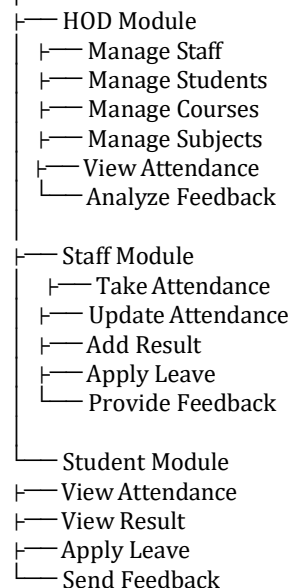 HOD Module
Manage Staff
Manage Students
Manage Courses
Manage Subjects
View Attendance
Analyze Feedback
Staff Module
Take Attendance
Update Attendance
Add Result
Apply Leave
Provide Feedback
Student Module
View Attendance
View Result
Apply Leave
Send Feedback